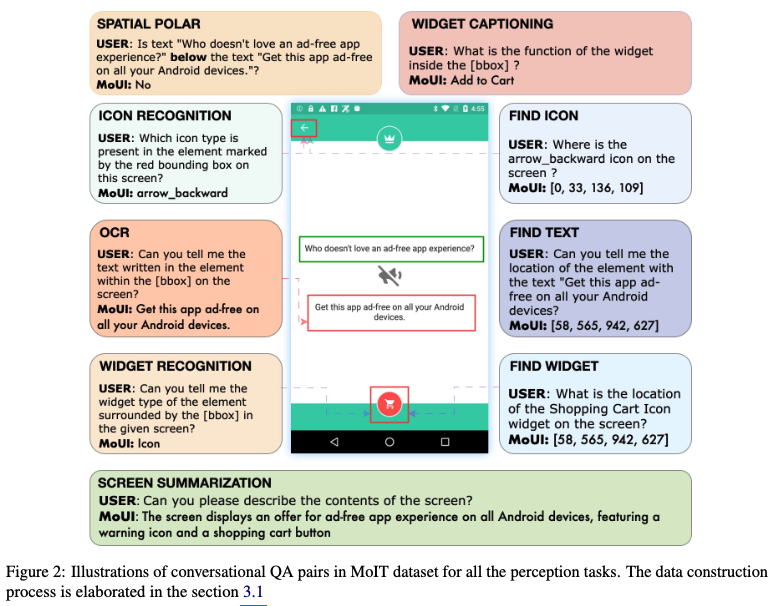 SPATIAL POLAR
USER: Is text "Who doesn't love an ad-free app
experience?" below the text "Get this app ad-free
on all your Android devices."?
MoUI: No
WIDGET CAPTIONING
USER: What is the function of the widget
inside the [bbox] ?
MoUI: Add to Cart
ICON RECOGNITION
USER: Which icon type is
present in the element marked
by the red bounding box on
this screen?
MoUI: arrow_backward
4:55
FIND ICON
USER: Where is the
arrow_backward icon on the
screen ?
MoUI: [0, 33, 136, 109]
OCR
USER: Can you tell me the
text written in the element
within the [bbox] on the
screen?
MoUI: Get this app ad-free on
all your Android devices.
Who doesn't love an ad-free app experience?
Get this app ad-free on all your Android
devices.
FIND TEXT
USER: Can you tell me the
location of the element with
the text "Get this app ad-
free on all your Android
devices?
MoUI: [58, 565, 942, 627]
WIDGET RECOGNITION
USER: Can you tell me the
widget type of the element
surrounded by the [bbox] in
the given screen?
MoUI: Icon
FIND WIDGET
USER: What is the location
of the Shopping Cart Icon
widget on the screen?
MoUI: [58, 565, 942, 627]
SCREEN SUMMARIZATION
USER: Can you please describe the contents of the screen?
MoUI: The screen displays an offer for ad-free app experience on all Android devices, featuring a
warning icon and a shopping cart button
Figure 2: Illustrations of conversational QA pairs in MoIT dataset for all the perception tasks. The data construction
process is elaborated in the section 3.1